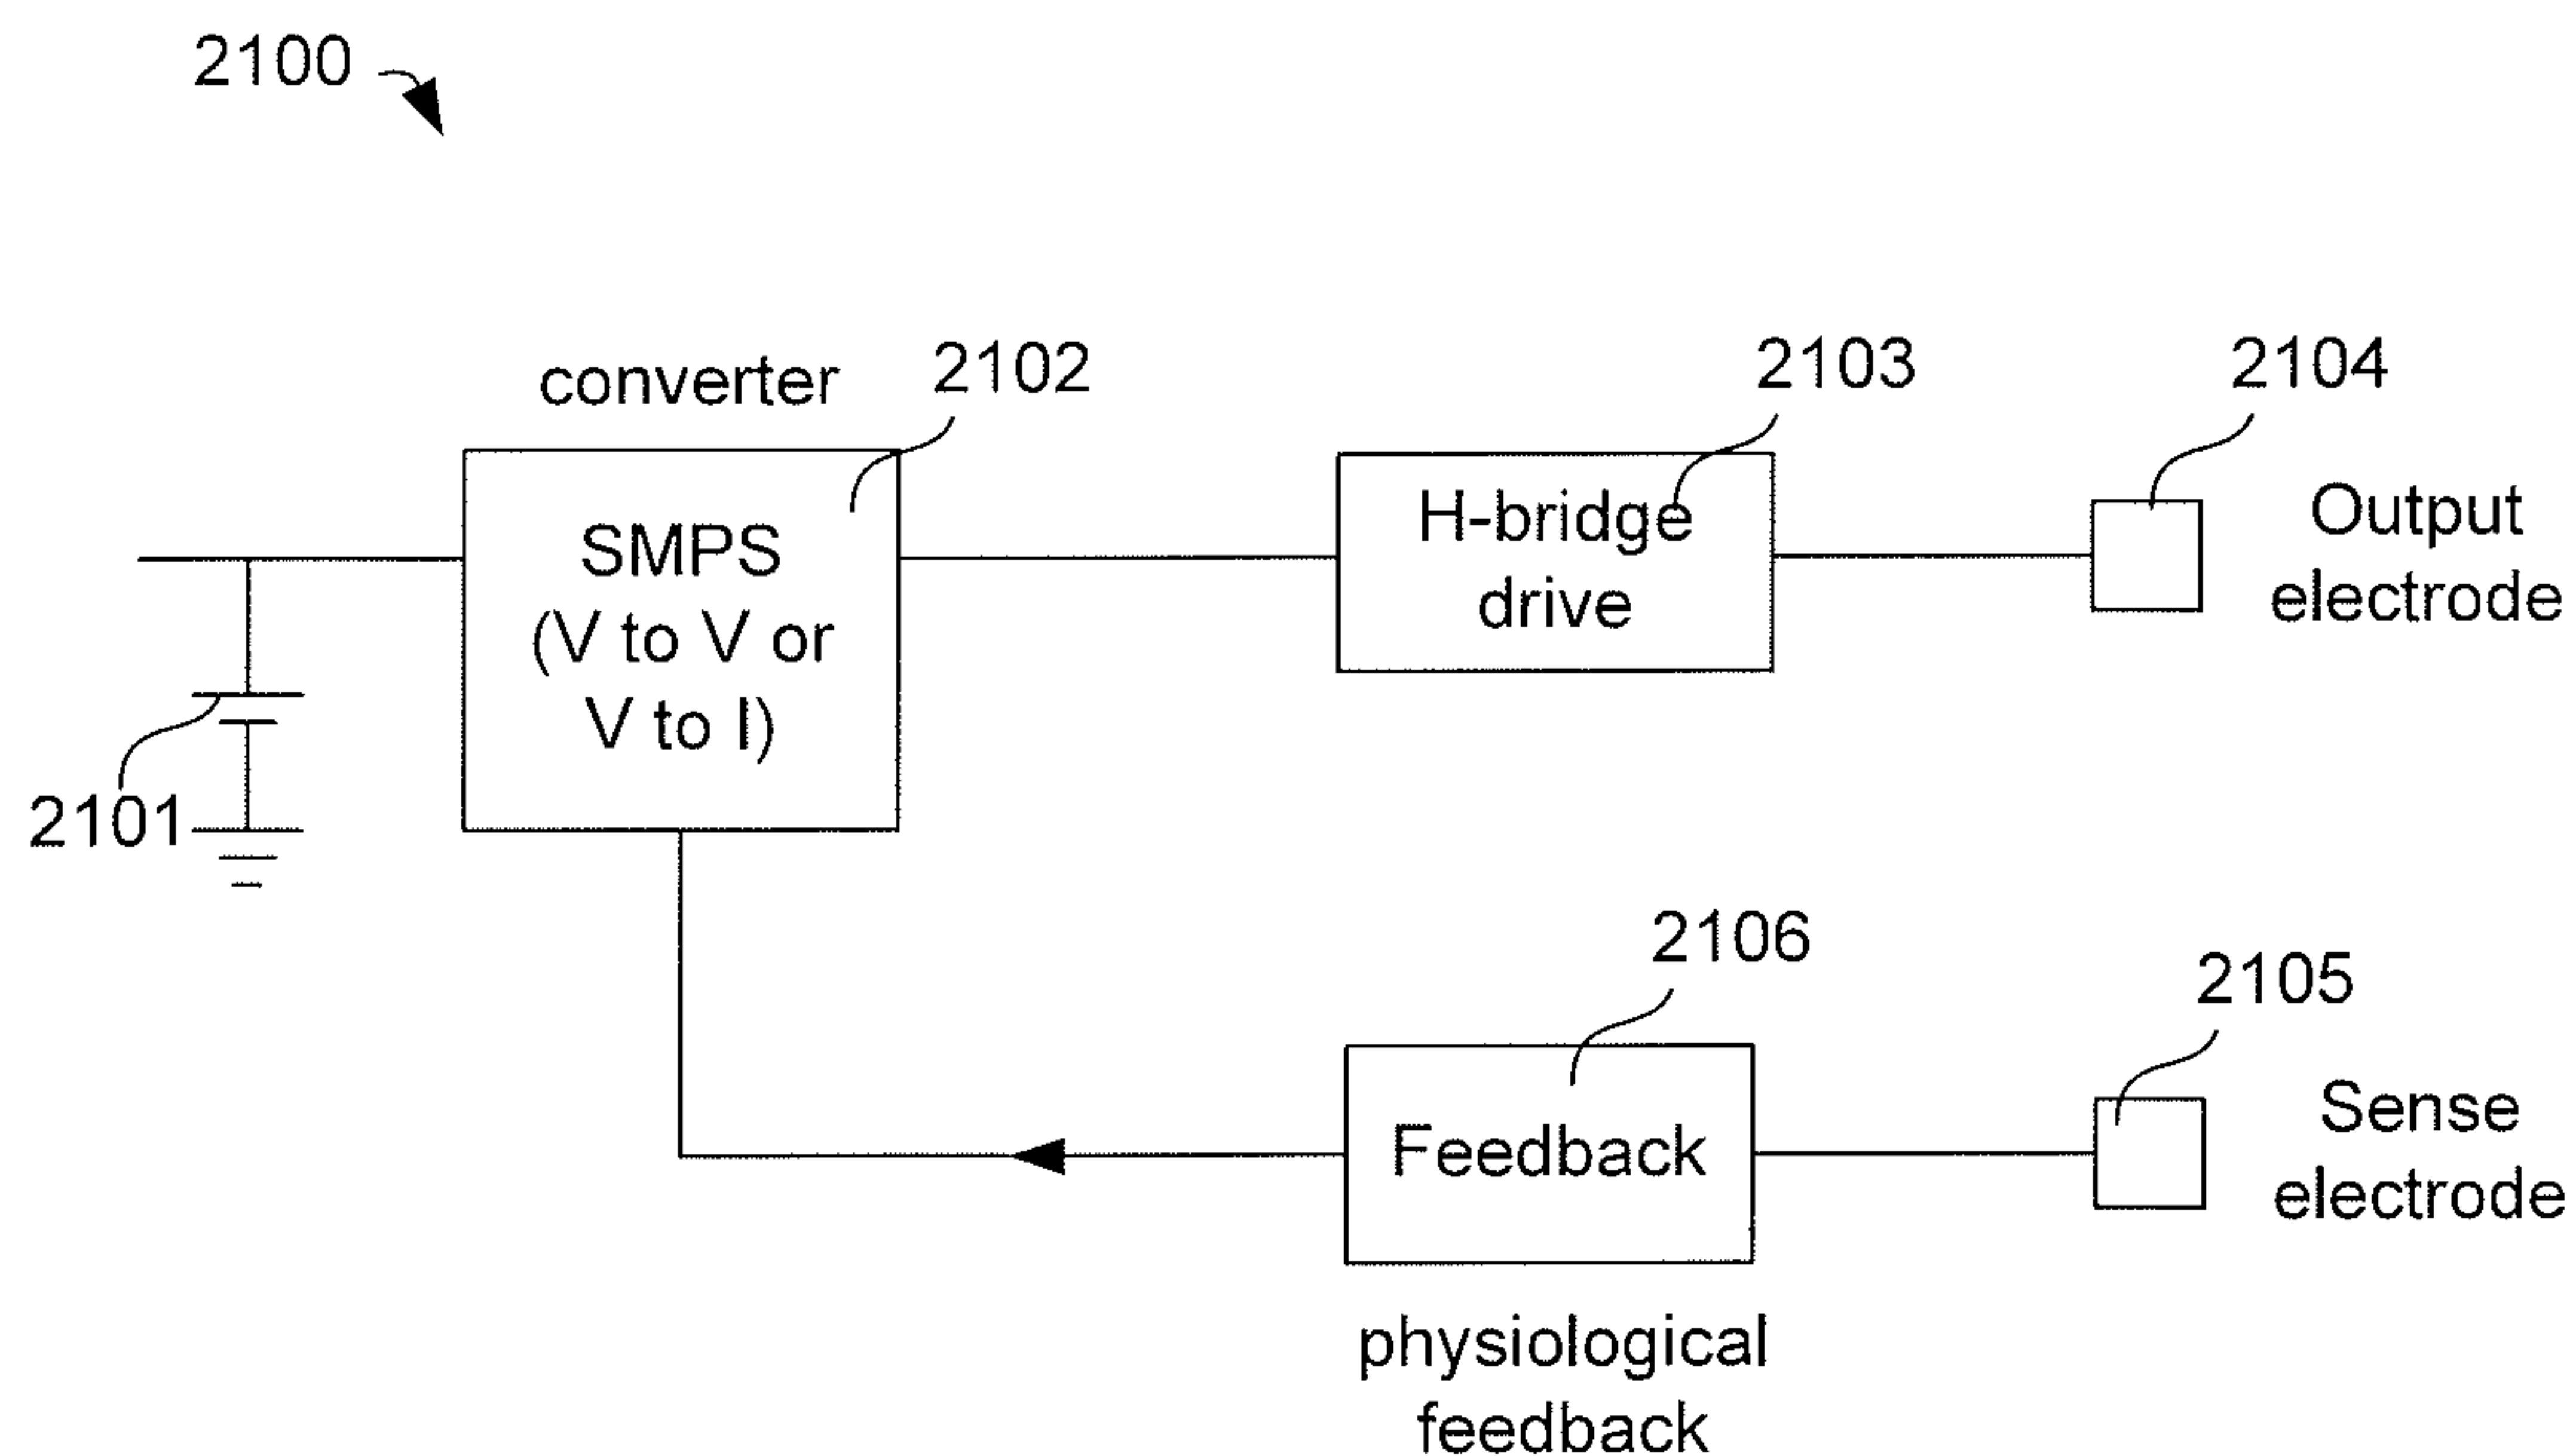 2100
converter
2102
2103
2104
SMPS
(V to V or
V to I)
H-bridge
drive
Output
electrode
2101
2106
2105
Feedback
Sense
electrode
physiological
feedback